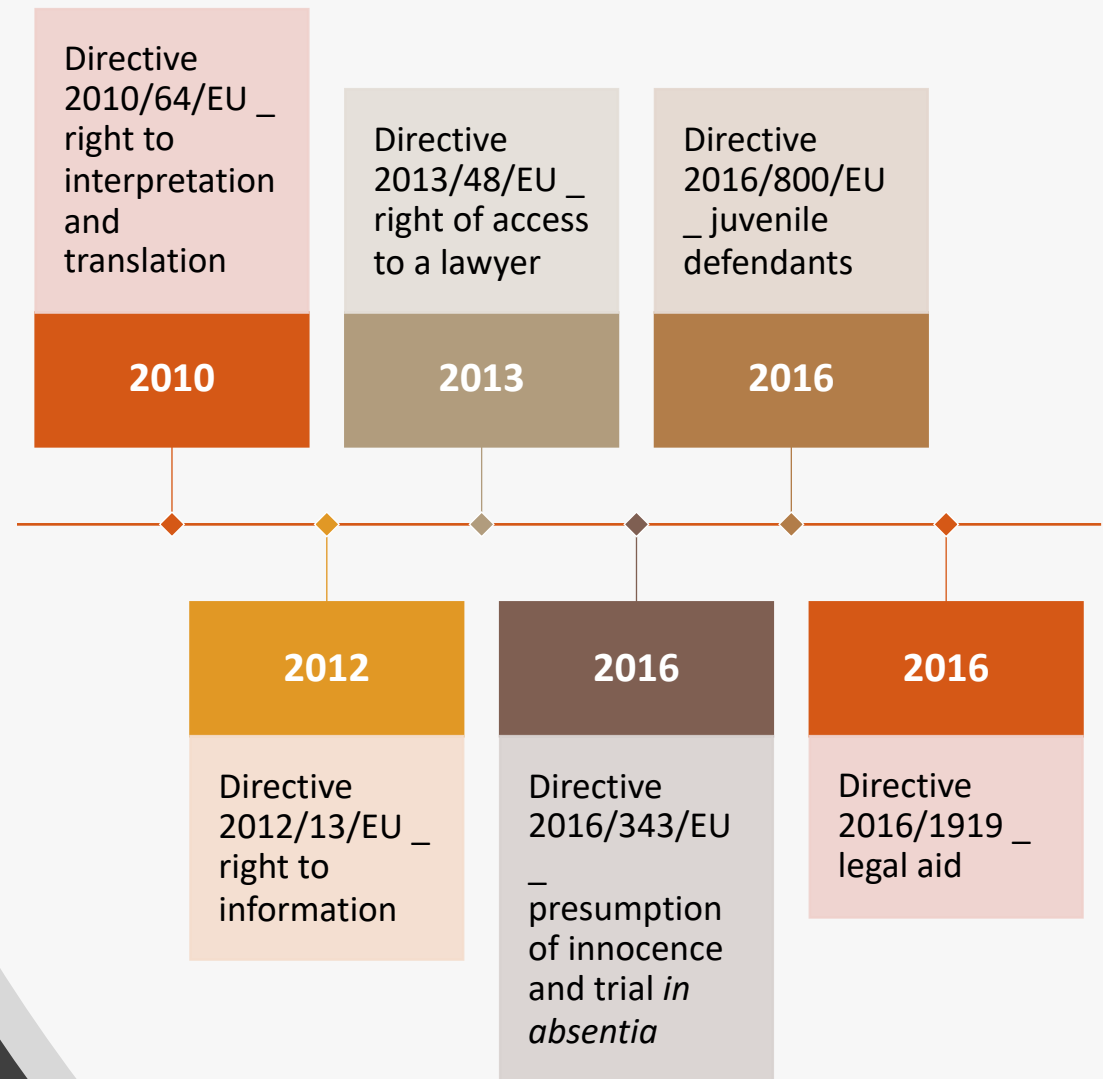 Directive
2010/64/EU _
right to
interpretation
and
translation
2010
2012
Directive
2012/13/EU _
right to
information
Directive
2013/48/EU _
right of access
to a lawyer
2013
2016
Directive
2016/343/EU
_
presumption
of innocence
and trial in
absentia
Directive
2016/800/EU
_ juvenile
defendants
2016
2016
Directive
2016/1919 _
legal aid